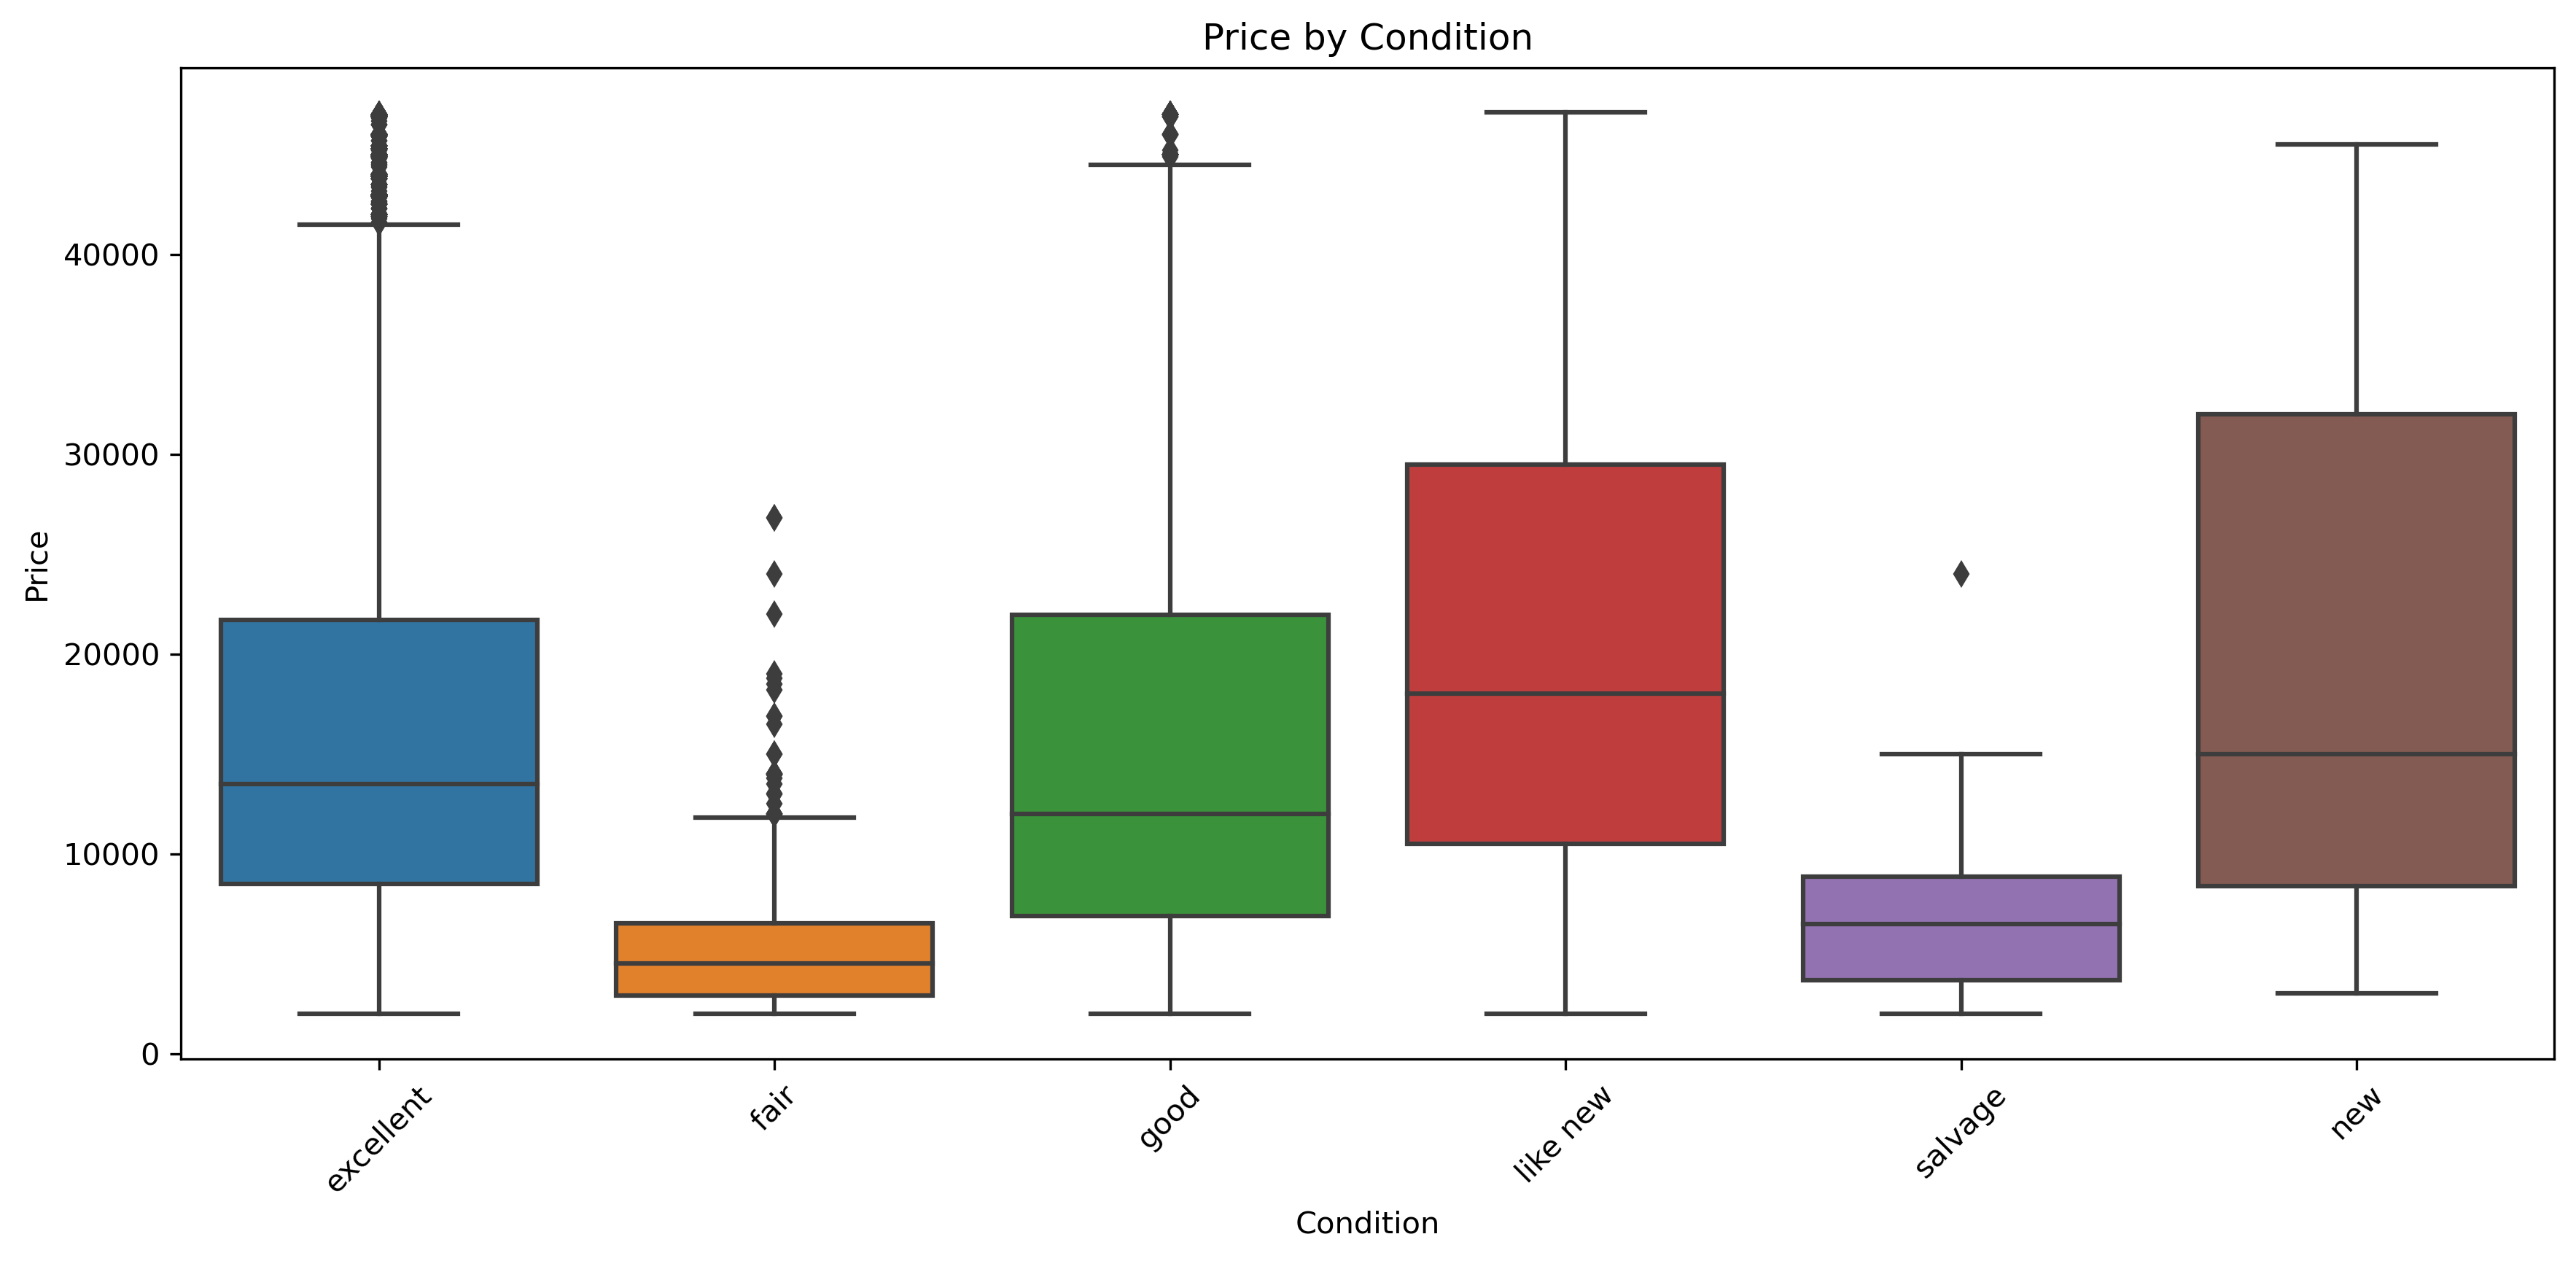 Price by Condition
Price
40000
30000
20000
10000
0
excellent
fair
good
like new
salvage
new
Condition